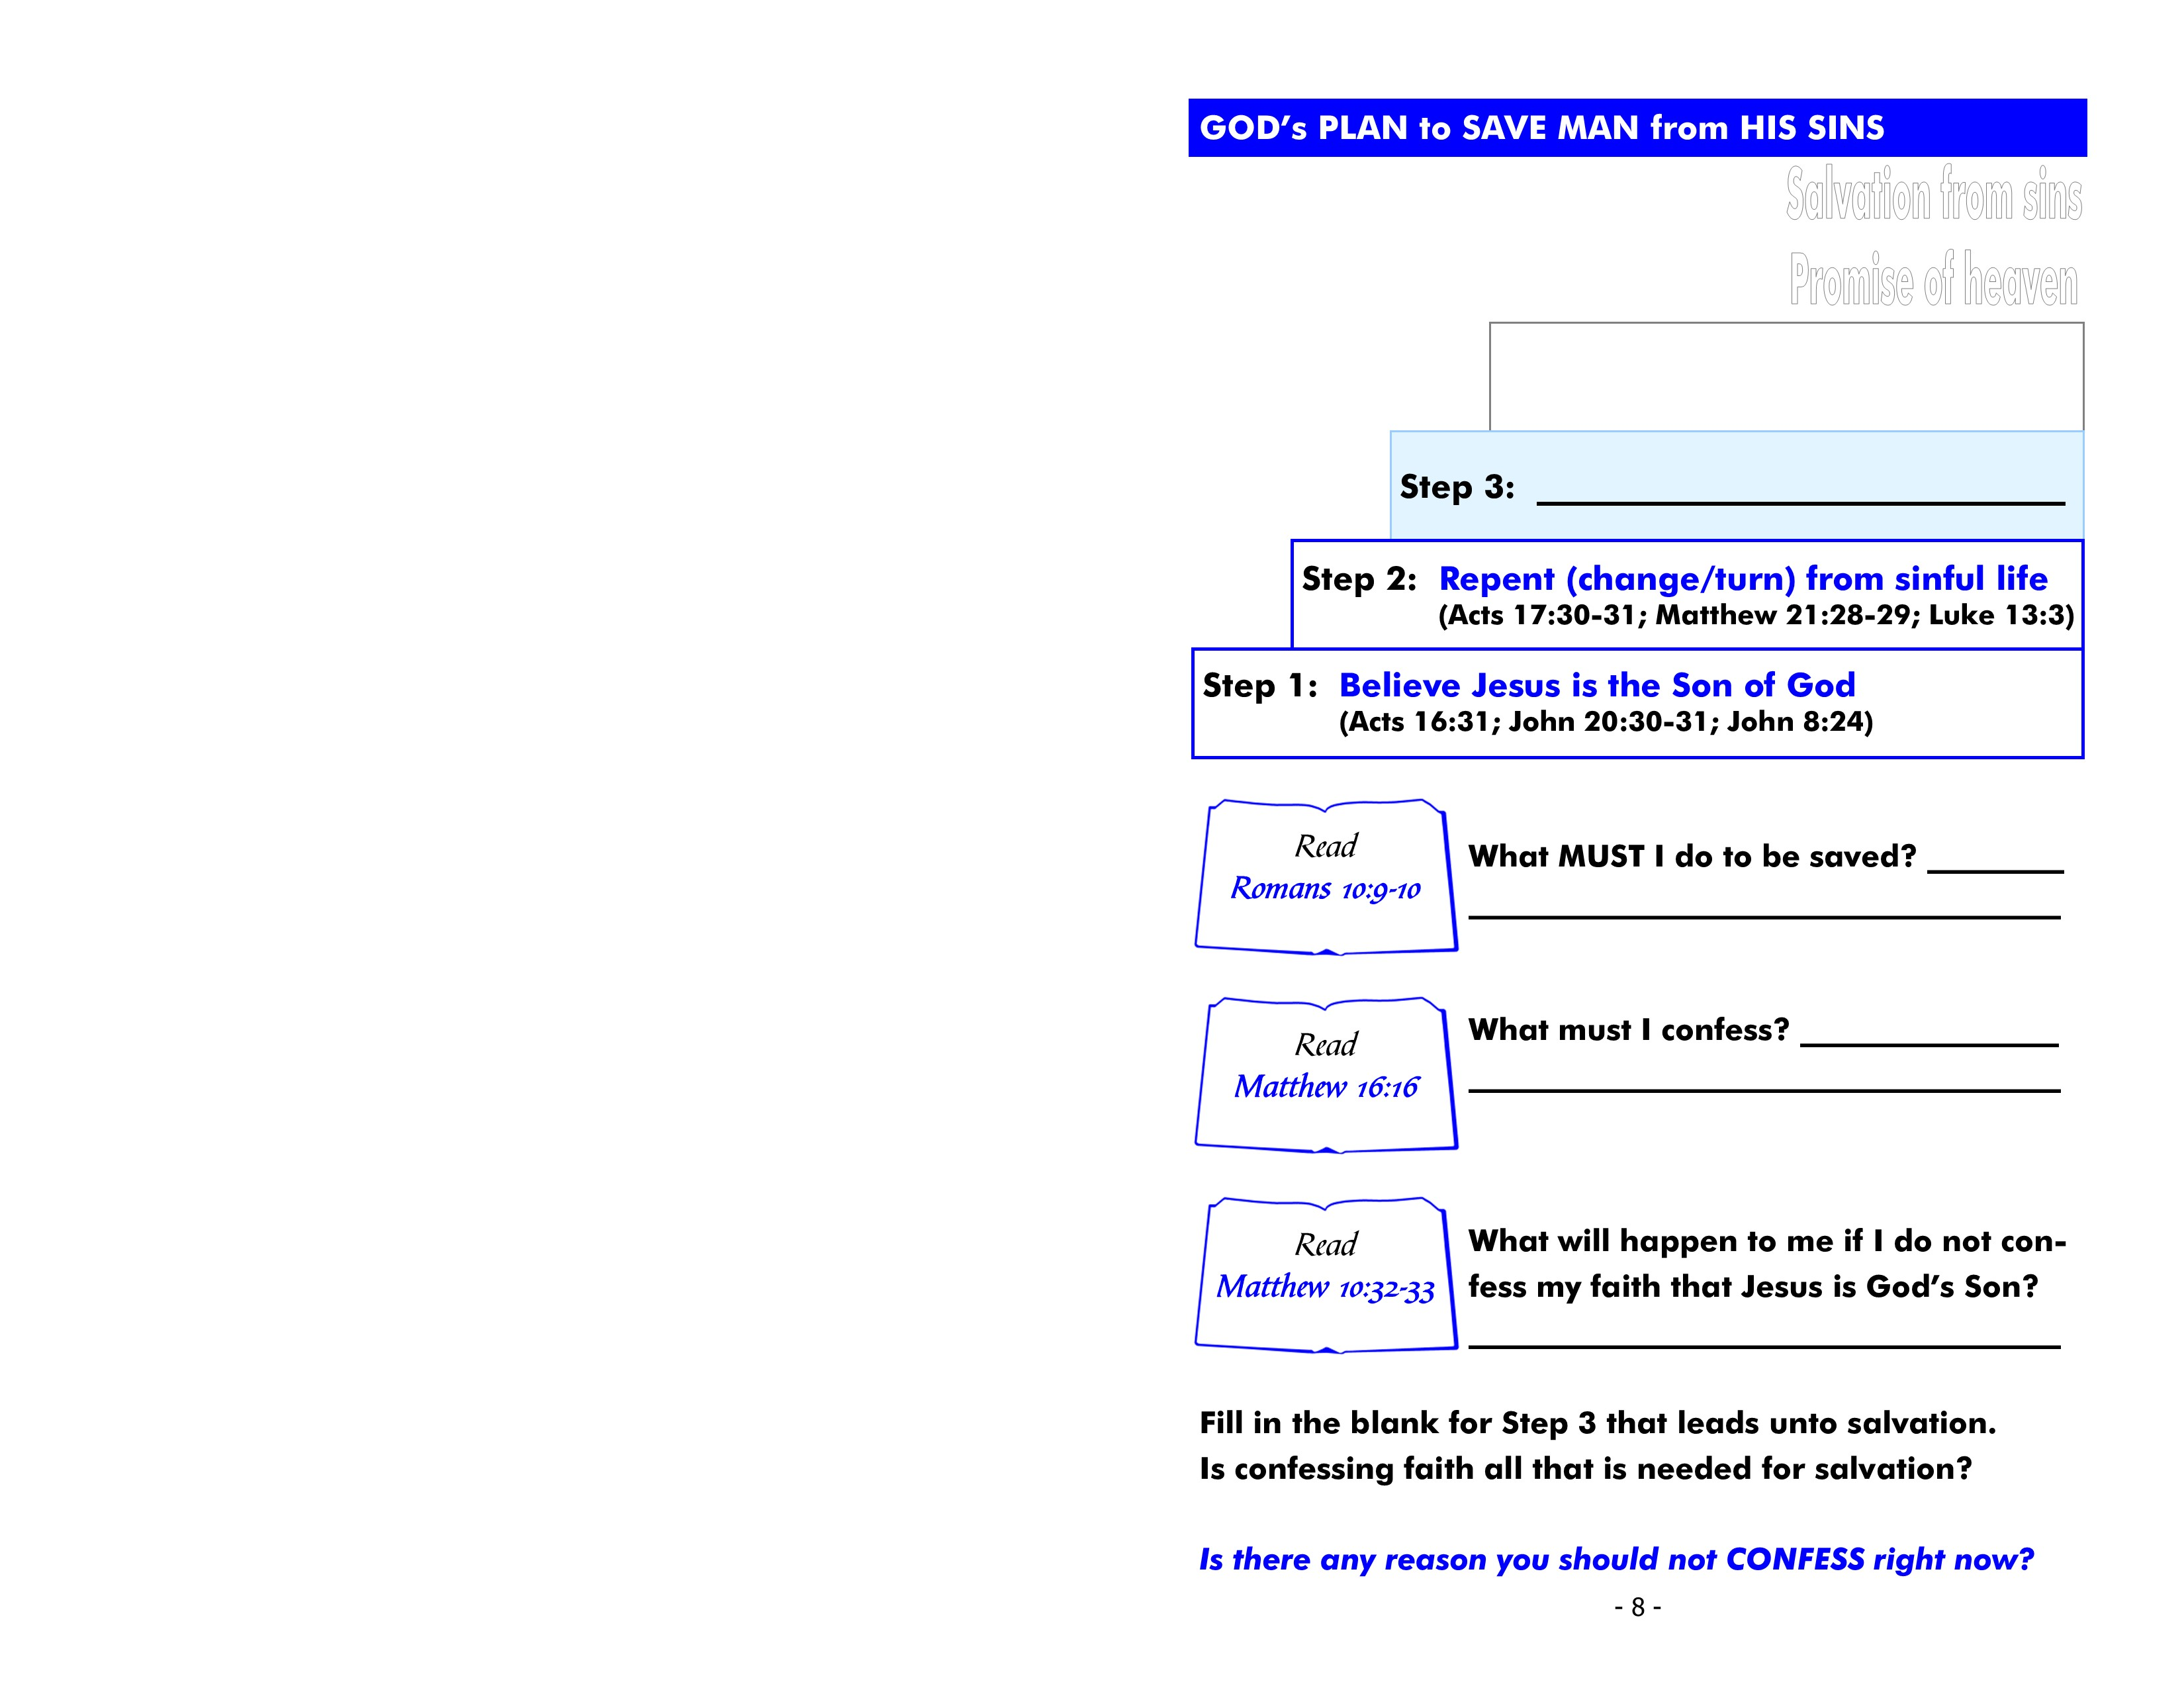 GOD’s PLAN to SAVE MAN from HIS SINS
Salvation from sins
Promise of heaven
Step 3: ____________________
Step 2: Repent (change/turn) from sinful life
(Acts 17:30-31; Matthew 21:28-29; Luke 13:3)
Step 1: Believe Jesus is the Son of God
(Acts 16:31; John 20:30-31; John 8:24)
Read
Romans 10:9-10
What MUST I do to be saved? ________
Read
Matthew 16:16
What must I confess? ________________
Read
Matthew 10:32-33
What will happen to me if I do not con-
fess my faith that Jesus is God’s Son?
Fill in the blank for Step 3 that leads unto salvation.
Is confessing faith all that is needed for salvation?
Is there any reason you should not CONFESS right now?
- 8 -